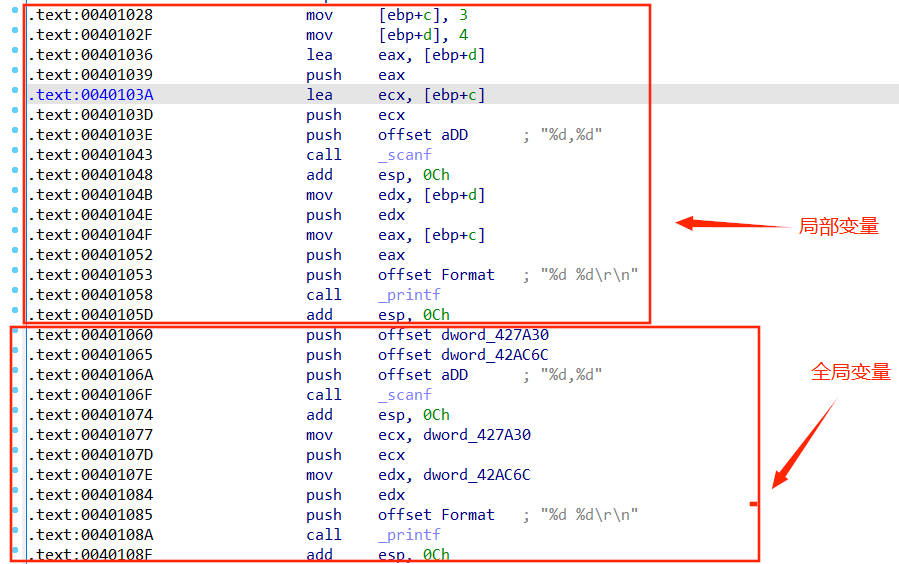 .text:00401028 mov [ebp+c], 3
.text:0040102F mov [ebp+d], 4
.text:00401036 lea eax, [ebp+d]
.text:00401039 push eax
.text:0040103A lea ecx, [ebp+c]
.text:0040103D push ecx
.text:0040103E push offset aDD ; "%d,%d"
.text:00401043 call _scanf
.text:00401048 add esp, 0Ch
.text:0040104B mov edx, [ebp+d]
.text:0040104E push edx
.text:0040104F mov eax, [ebp+c]
.text:00401052 push eax
.text:00401053 push offset Format ; "%d %d\r\n"
.text:00401058 call _printf
.text:0040105D add esp, 0Ch
局部变量
.text:00401060 push offset dword_427A30
.text:00401065 push offset dword_42AC6C
.text:0040106A push offset aDD ; "%d,%d"
.text:0040106F call _scanf
.text:00401074 add esp, 0Ch
.text:00401077 mov ecx, dword_427A30
.text:0040107D push ecx
.text:0040107E mov edx, dword_42AC6C
.text:00401084 push edx
.text:00401085 push offset Format ; "%d %d\r\n"
.text:0040108A call _printf
.text:0040108F add esp, 0Ch
全局变量